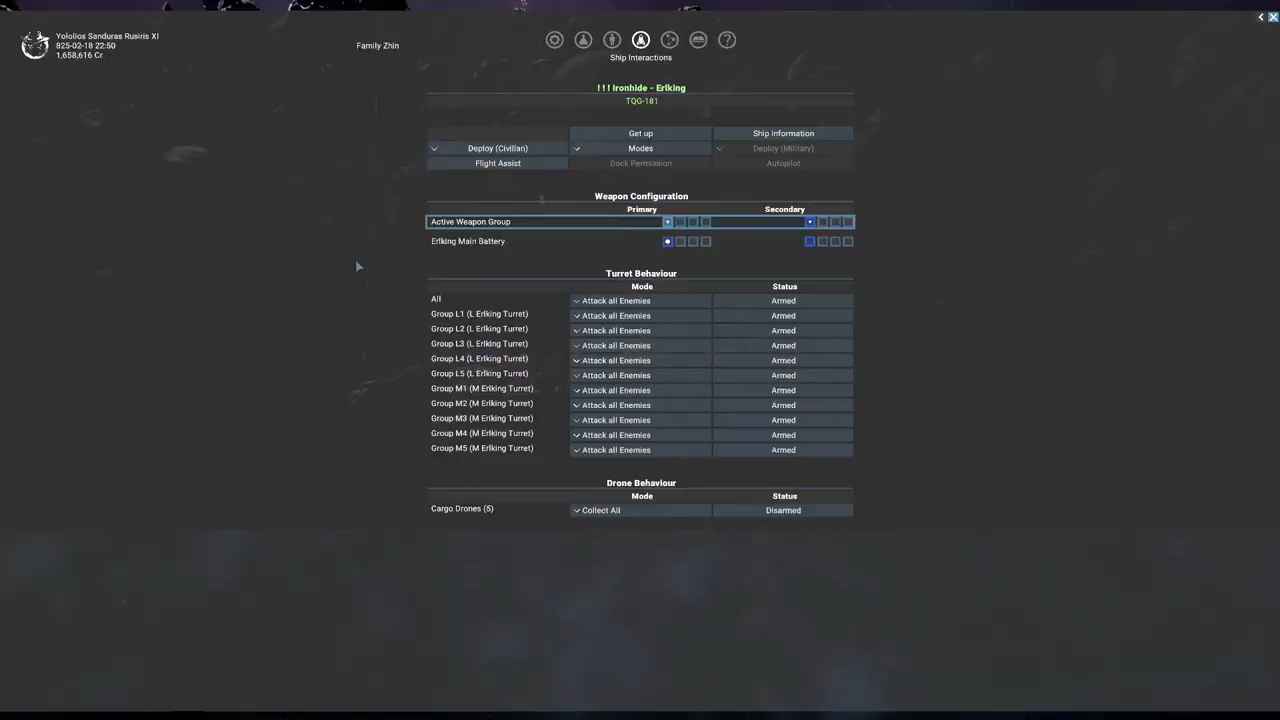 Yololios Sanduras Rusiris XI
825-02-18 22:50
1,658,616 Cr
Family Zhin
Ship Interactions
!!! Ironhide - Erlking
TQG-181
Get up Ship Information
Deploy (Civilian) Modes Deploy (Military)
Flight Assist Dock Permission Autopilot
Weapon Configuration
Primary Secondary
Active Weapon Group
Erlking Main Battery
Turret Behaviour
Mode Status
All Attack all Enemies Armed
Group L1 (L Erlking Turret) Attack all Enemies Armed
Group L2 (L Erlking Turret) Attack all Enemies Armed
Group L3 (L Erlking Turret) Attack all Enemies Armed
Group L4 (L Erlking Turret) Attack all Enemies Armed
Group L5 (L Erlking Turret) Attack all Enemies Armed
Group M1 (M Erlking Turret) Attack all Enemies Armed
Group M2 (M Erlking Turret) Attack all Enemies Armed
Group M3 (M Erlking Turret) Attack all Enemies Armed
Group M4 (M Erlking Turret) Attack all Enemies Armed
Group M5 (M Erlking Turret) Attack all Enemies Armed
Drone Behaviour
Mode Status
Cargo Drones (5) Collect All Disarmed